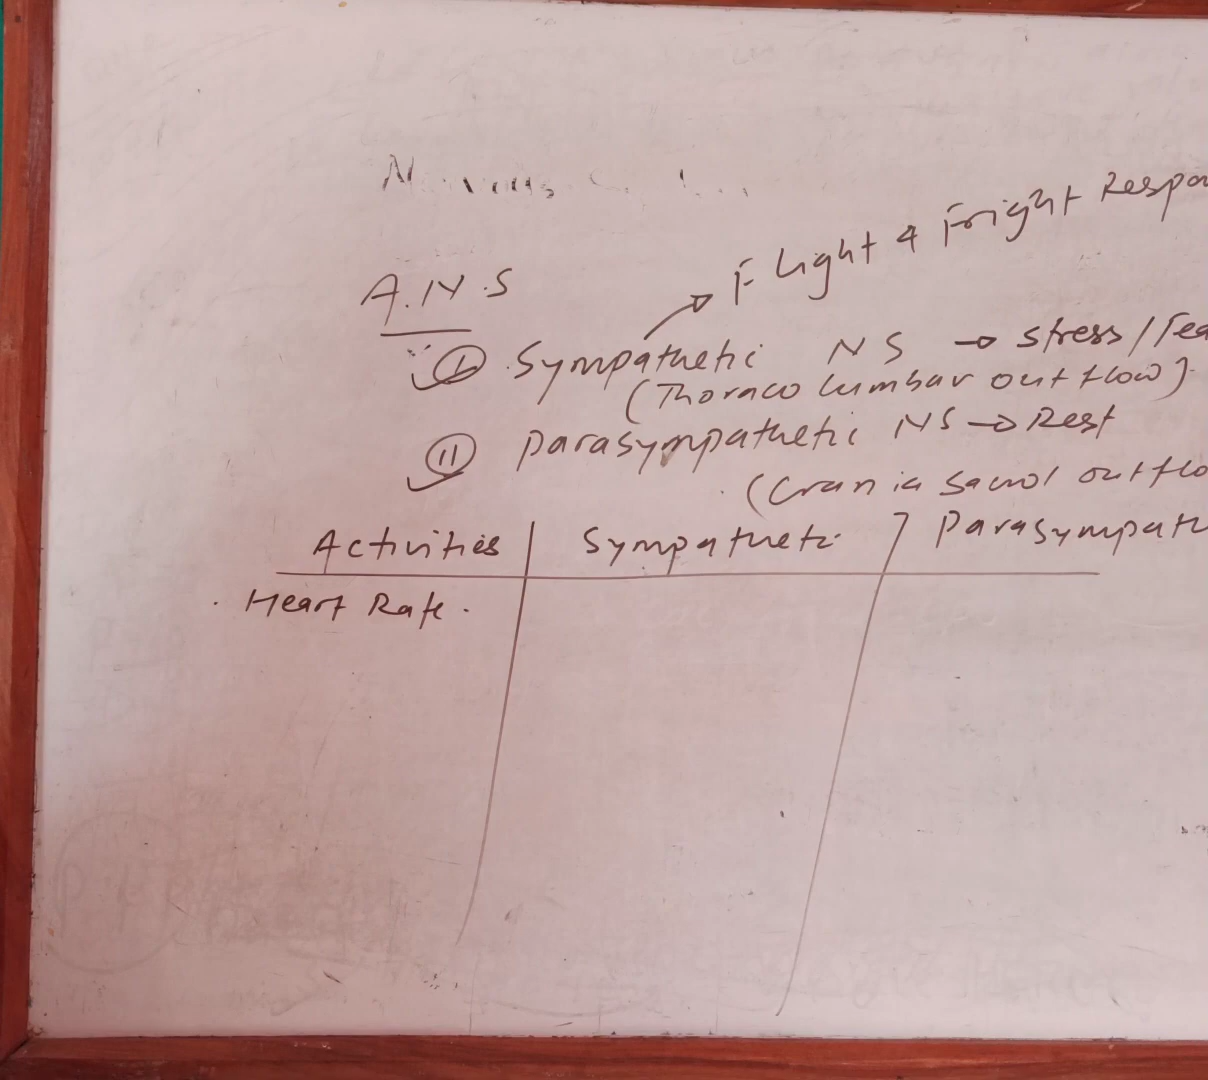 Flight & Fright Respo
A.N.S
I Sympathetic NS → stress/Fea
(Thoraco lumbar out flow)
II parasympathetic NS → Rest
(Crania Sacral outflo
Activities Sympathetic Parasympath
Heart Rate.